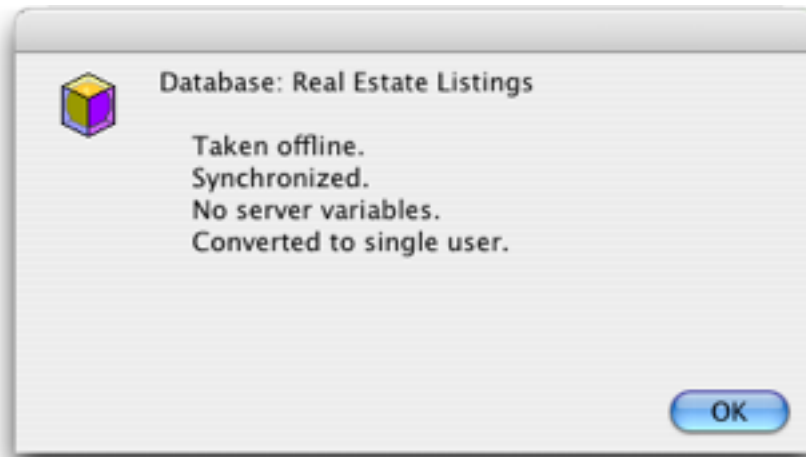 Database: Real Estate Listings
Taken offline.
Synchronized.
No server variables.
Converted to single user.
OK